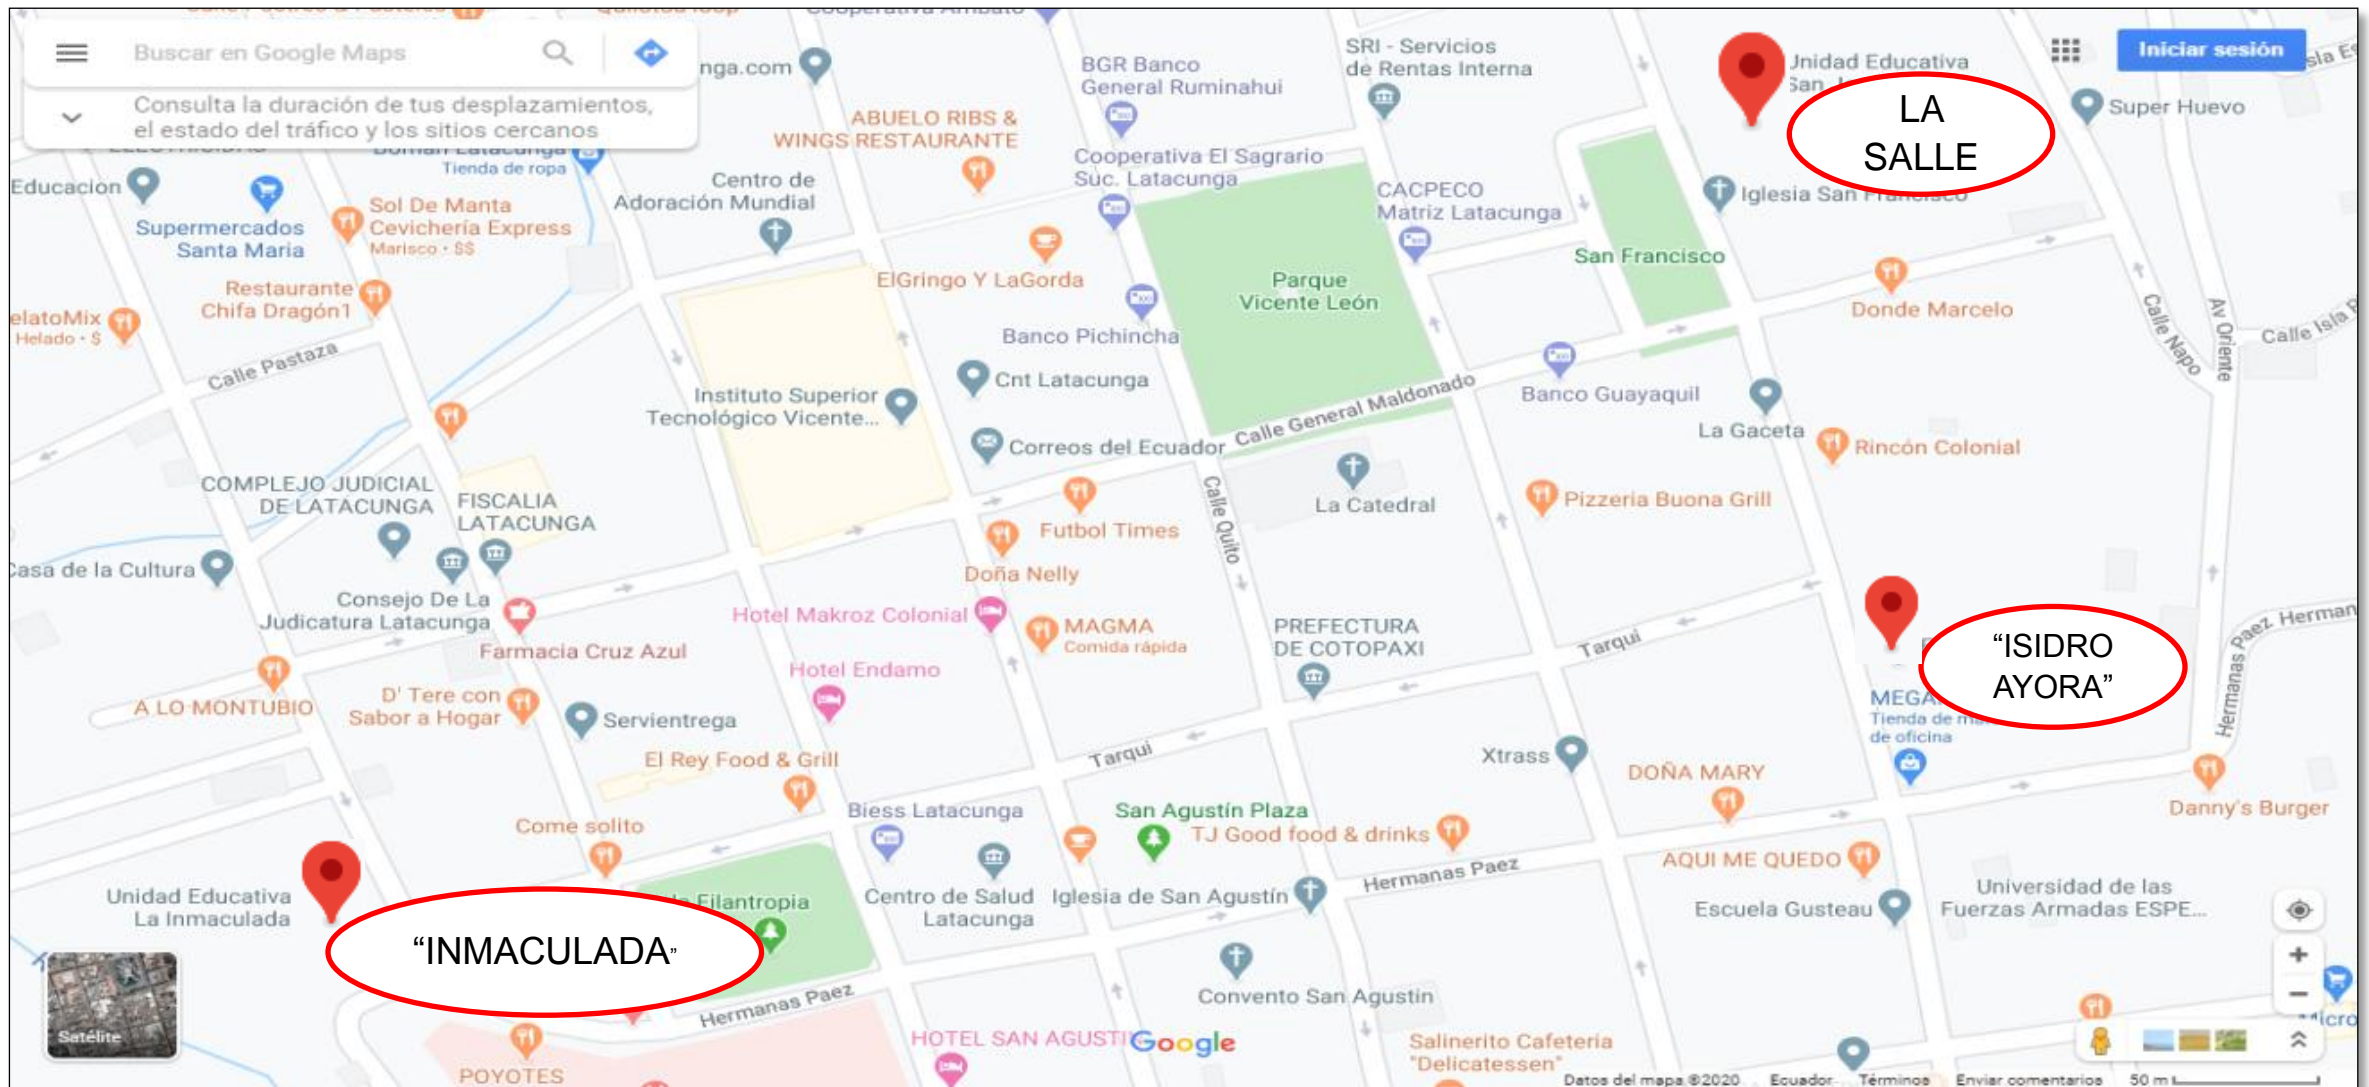 Buscar en Google Maps
Consulta la duración de tus desplazamientos,
el estado del tráfico y los sitios cercanos
Iniciar sesión
nga.com
SRI - Servicios
de Rentas Interna
BGR Banco
General Ruminahui
Unidad Educativa
LA
SALLE
Super Huevo
ABUELO RIBS &
WINGS RESTAURANTE
Tienda de ropa
Educacion
Cooperativa El Sagrario
Suc. Latacunga
Centro de
Adoración Mundial
CACPECO
Matriz Latacunga
Iglesia San Francisco
Supermercados
Santa Maria
Sol De Manta
Cevichería Express
Marisco · $$
San Francisco
ElGringo Y LaGorda
Parque
Vicente León
Restaurante
Chifa Dragón1
Donde Marcelo
Calle Napo
Av Oriente
Calle Isla
elatoMix
Helado · $
Banco Pichincha
Calle Pastaza
Cnt Latacunga
Instituto Superior
Tecnológico Vicente...
Calle General Maldonado
Banco Guayaquil
La Gaceta
Correos del Ecuador
Rincón Colonial
COMPLEJO JUDICIAL
DE LATACUNGA
FISCALIA
LATACUNGA
Calle Quito
La Catedral
Pizzeria Buona Grill
Futbol Times
Casa de la Cultura
Doña Nelly
Consejo De La
Judicatura Latacunga
Hotel Makroz Colonial
MAGMA
Comida rápida
PREFECTURA
DE COTOPAXI
Tarqui
"ISIDRO
AYORA"
Hermanas Paez
Herman
Farmacia Cruz Azul
Hotel Endamo
A LO MONTUBIO
D' Tere con
Sabor a Hogar
Servientrega
Tienda de
de oficina
El Rey Food & Grill
Tarqui
Xtrass
DOÑA MARY
Danny's Burger
Come solito
Biess Latacunga
San Agustín Plaza
TJ Good food & drinks
Hermanas Paez
AQUI ME QUEDO
Unidad Educativa
La Inmaculada
"INMACULADA"
Filantropia
Centro de Salud
Latacunga
Iglesia de San Agustín
Escuela Gusteau
Universidad de las
Fuerzas Armadas ESPE...
Convento San Agustin
Hermanas Paez
Satélite
HOTEL SAN AGUSTI
Google
Salinerito Cafetería
"Delicatessen"
POYOTES
Datos del mapa ©2020 Ecuador Términos Enviar comentarios 50 m